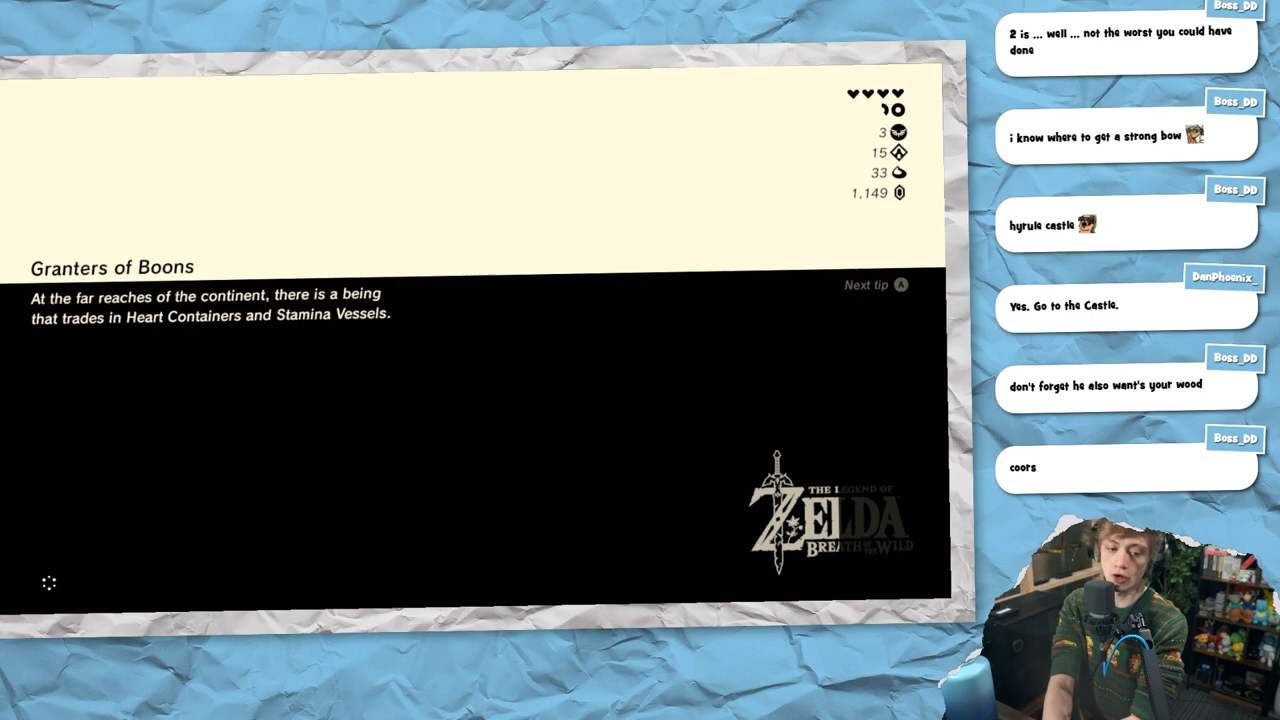 3
15
33
1,149
Granters of Boons
At the far reaches of the continent, there is a being
that trades in Heart Containers and Stamina Vessels.
Next tip A
THE LEGEND OF
ZELDA
BREATH OF THE WILD
Boss_DD
2 is ... well ... not the worst you could have
done
Boss_DD
i know where to get a strong bow
Boss_DD
hyrule castle
DanPhoenix_
Yes. Go to the Castle.
Boss_DD
don't forget he also want's your wood
Boss_DD
coors